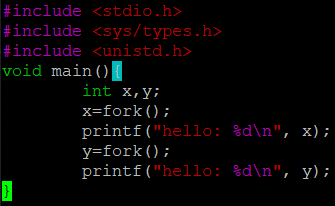 #include <stdio.h>
#include <sys/types.h>
#include <unistd.h>
void main(){
        int x,y;
        x=fork();
        printf("hello: %d\n", x);
        y=fork();
        printf("hello: %d\n", y);
}